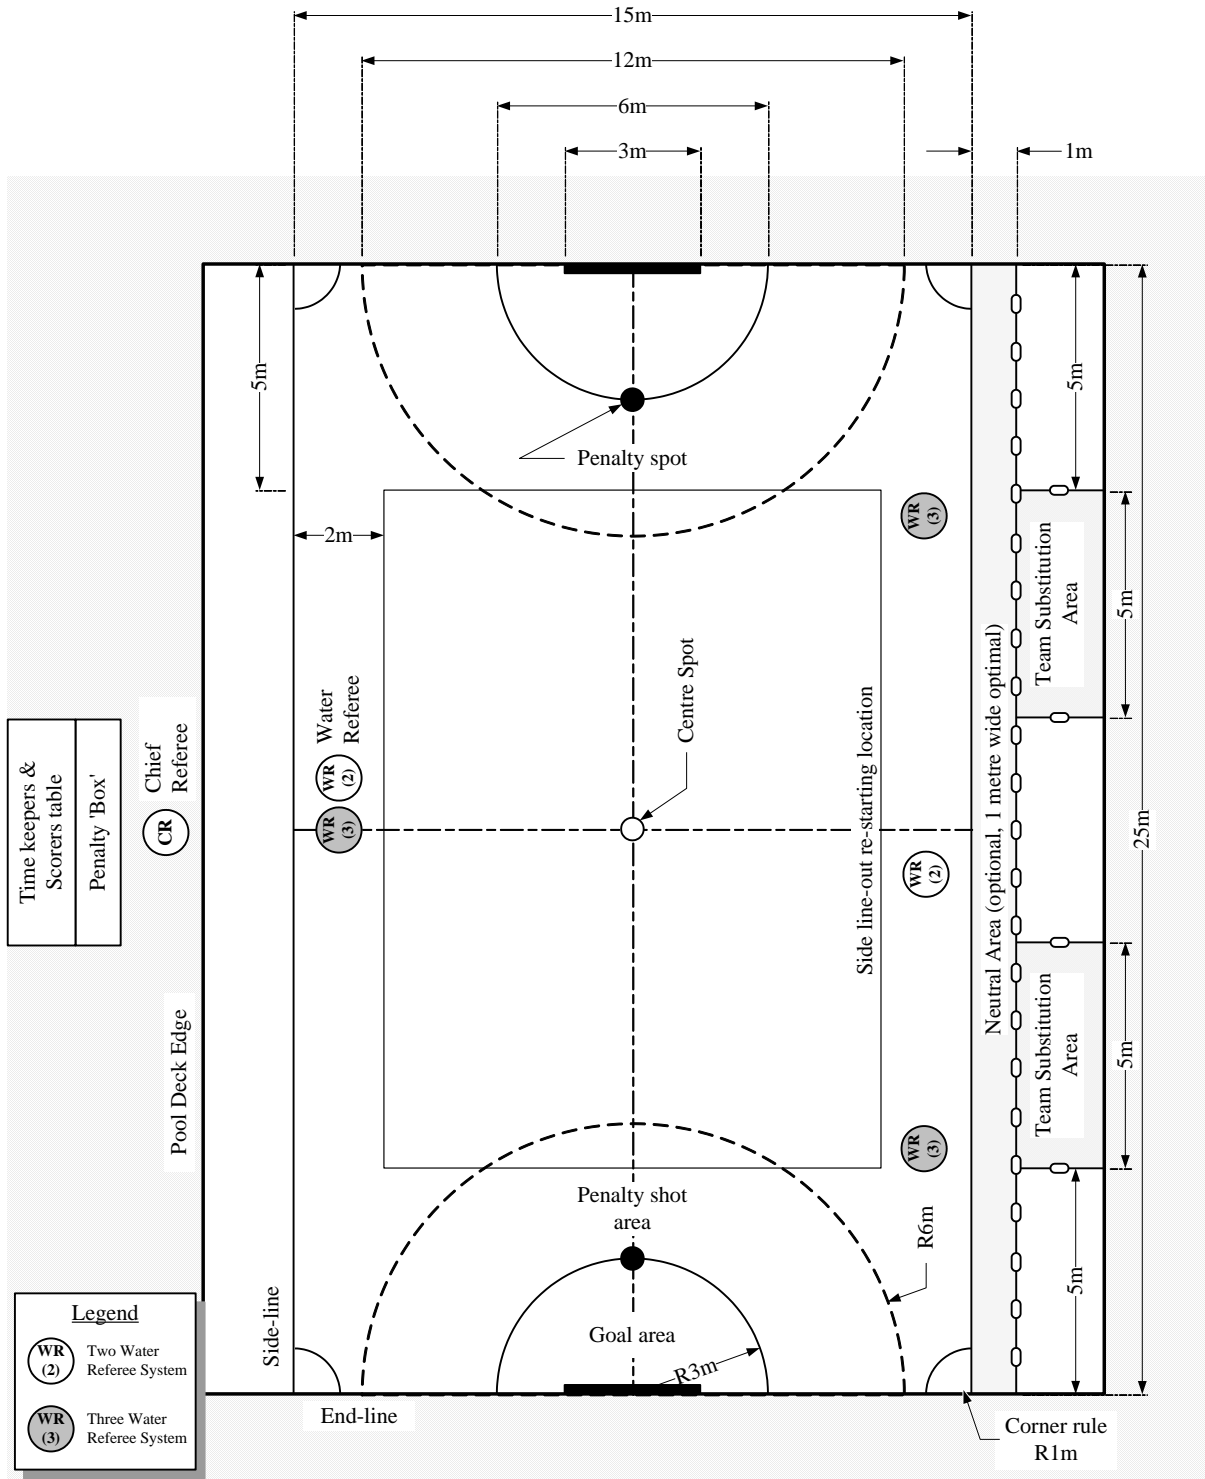 15m
12m
6m
3m
1m
5m
5m
Penalty spot
WR
(3)
2m
Team Substitution
Area
5m
Water
Referee
Centre Spot
Chief
Referee
CR
WR
(2)
WR
(3)
Time keepers &
Scorers table
Penalty 'Box'
Side line-out re-starting location
Neutral Area (optional, 1 metre wide optimal)
25m
WR
(2)
Pool Deck Edge
Team Substitution
Area
5m
WR
(3)
Penalty shot
area
R6m
5m
Side-line
Goal area
R3m
End-line
Corner rule
R1m
Legend
WR
(2)
Two Water
Referee System
WR
(3)
Three Water
Referee System